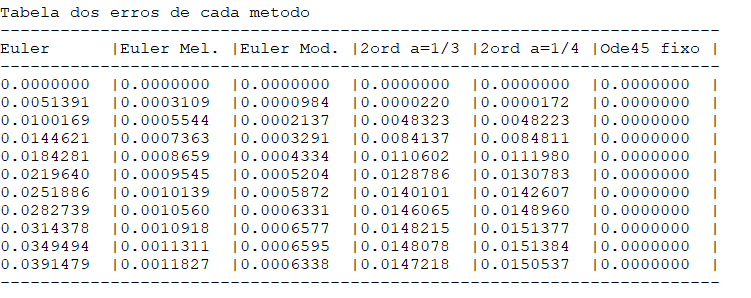 Tabela dos erros de cada metodo
------------------------------------------------------------------------
Euler      |Euler Mel. |Euler Mod. |2ord a=1/3 |2ord a=1/4 |Ode45 fixo |
------------------------------------------------------------------------
0.0000000  |0.0000000  |0.0000000  |0.0000000  |0.0000000  |0.0000000  |
0.0051391  |0.0003109  |0.0000984  |0.0000220  |0.0000172  |0.0000000  |
0.0100169  |0.0005544  |0.0002137  |0.0048323  |0.0048223  |0.0000000  |
0.0144621  |0.0007363  |0.0003291  |0.0084137  |0.0084811  |0.0000000  |
0.0184281  |0.0008659  |0.0004334  |0.0110602  |0.0111980  |0.0000000  |
0.0219640  |0.0009545  |0.0005204  |0.0128786  |0.0130783  |0.0000000  |
0.0251886  |0.0010139  |0.0005872  |0.0140101  |0.0142607  |0.0000000  |
0.0282739  |0.0010560  |0.0006331  |0.0146065  |0.0148960  |0.0000000  |
0.0314378  |0.0010918  |0.0006577  |0.0148215  |0.0151377  |0.0000000  |
0.0349494  |0.0011311  |0.0006595  |0.0148078  |0.0151384  |0.0000000  |
0.0391479  |0.0011827  |0.0006338  |0.0147218  |0.0150537  |0.0000000  |
------------------------------------------------------------------------